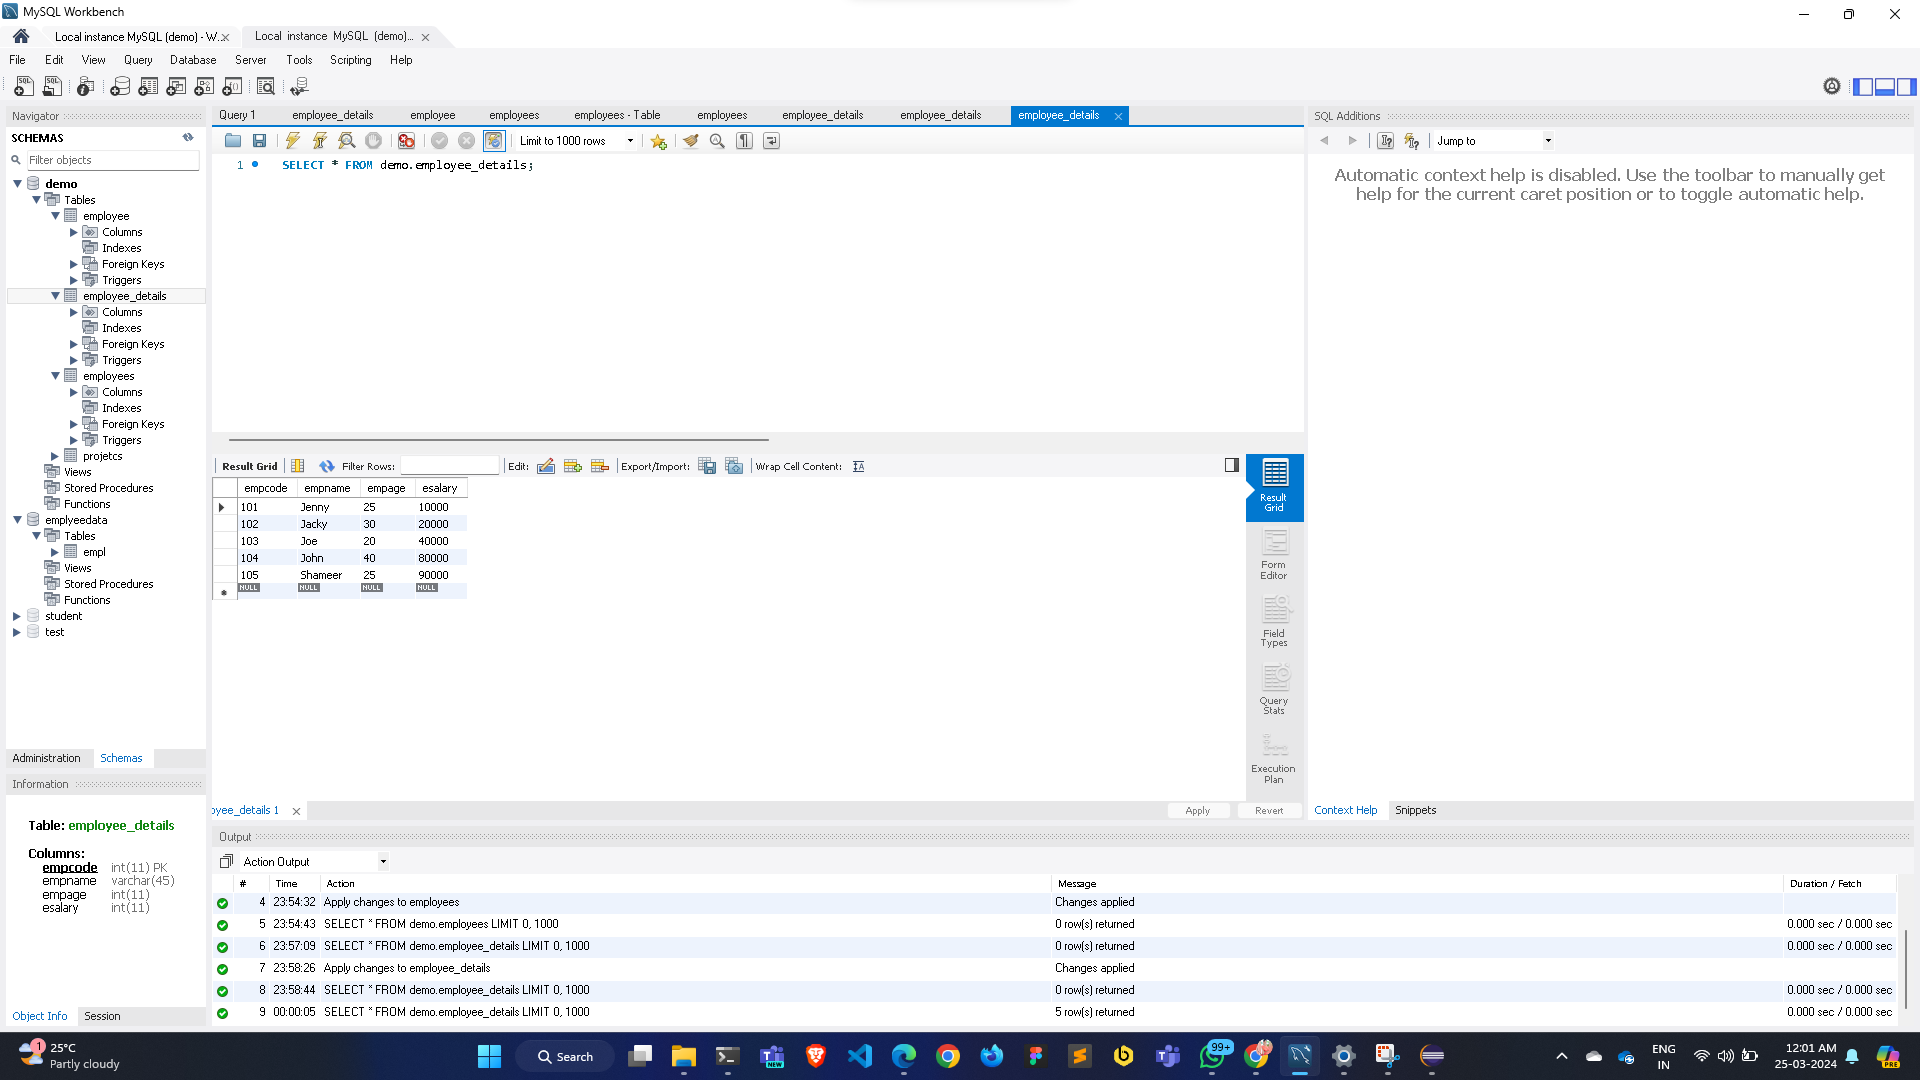 MySQL Workbench
Local instance MySQL (demo) - W...
Local instance MySQL (demo)...
File Edit View Query Database Server Tools Scripting Help
Navigator
SCHEMAS
Filter objects
demo
Tables
employee
Columns
Indexes
Foreign Keys
Triggers
employee_details
Columns
Indexes
Foreign Keys
Triggers
employees
Columns
Indexes
Foreign Keys
Triggers
projetcs
Views
Stored Procedures
Functions
emplyeedata
Tables
empl
Views
Stored Procedures
Functions
student
test
Administration Schemas
Information
Table: employee_details
Columns:
empcode int(11) PK
empname varchar(45)
empage int(11)
esalary int(11)
Object Info Session
Query 1 employee_details employee employees employees - Table employees employee_details employee_details employee_details
Limit to 1000 rows
1 SELECT * FROM demo.employee_details;
Result Grid Filter Rows: Edit: Export/Import: Wrap Cell Content:
empcode empname empage esalary
101 Jenny 25 10000
102 Jacky 30 20000
103 Joe 20 40000
104 John 40 80000
105 Shameer 25 90000
NULL NULL NULL NULL
Result
Grid
Form
Editor
Field
Types
Query
Stats
Execution
Plan
oyee_details 1
Apply Revert
SQL Additions
Jump to
Automatic context help is disabled. Use the toolbar to manually get
help for the current caret position or to toggle automatic help.
Context Help Snippets
Output
Action Output
# Time Action Message Duration / Fetch
4 23:54:32 Apply changes to employees Changes applied
5 23:54:43 SELECT * FROM demo.employees LIMIT 0, 1000 0 row(s) returned 0.000 sec / 0.000 sec
6 23:57:09 SELECT * FROM demo.employee_details LIMIT 0, 1000 0 row(s) returned 0.000 sec / 0.000 sec
7 23:58:26 Apply changes to employee_details Changes applied
8 23:58:44 SELECT * FROM demo.employee_details LIMIT 0, 1000 0 row(s) returned 0.000 sec / 0.000 sec
9 00:00:05 SELECT * FROM demo.employee_details LIMIT 0, 1000 5 row(s) returned 0.000 sec / 0.000 sec
1
25°C
Partly cloudy
Search
NEW
99+
ENG
IN
12:01 AM
25-03-2024
PRE